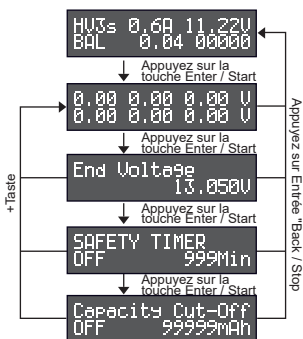 HV3s 0.6A 11.22V
BAL 0.04 00000
Appuyez sur la
touche Enter / Start
0.00 0.00 0.00 V
0.00 0.00 0.00 V
Appuyez sur la
touche Enter / Start
End Voltage
13.050V
Appuyez sur la
touche Enter / Start
SAFETY TIMER
OFF 999Min
Appuyez sur la
touche Enter / Start
Capacity Cut-Off
OFF 99999mAh
+Taste
Appuyez sur Entrée "Back / Stop